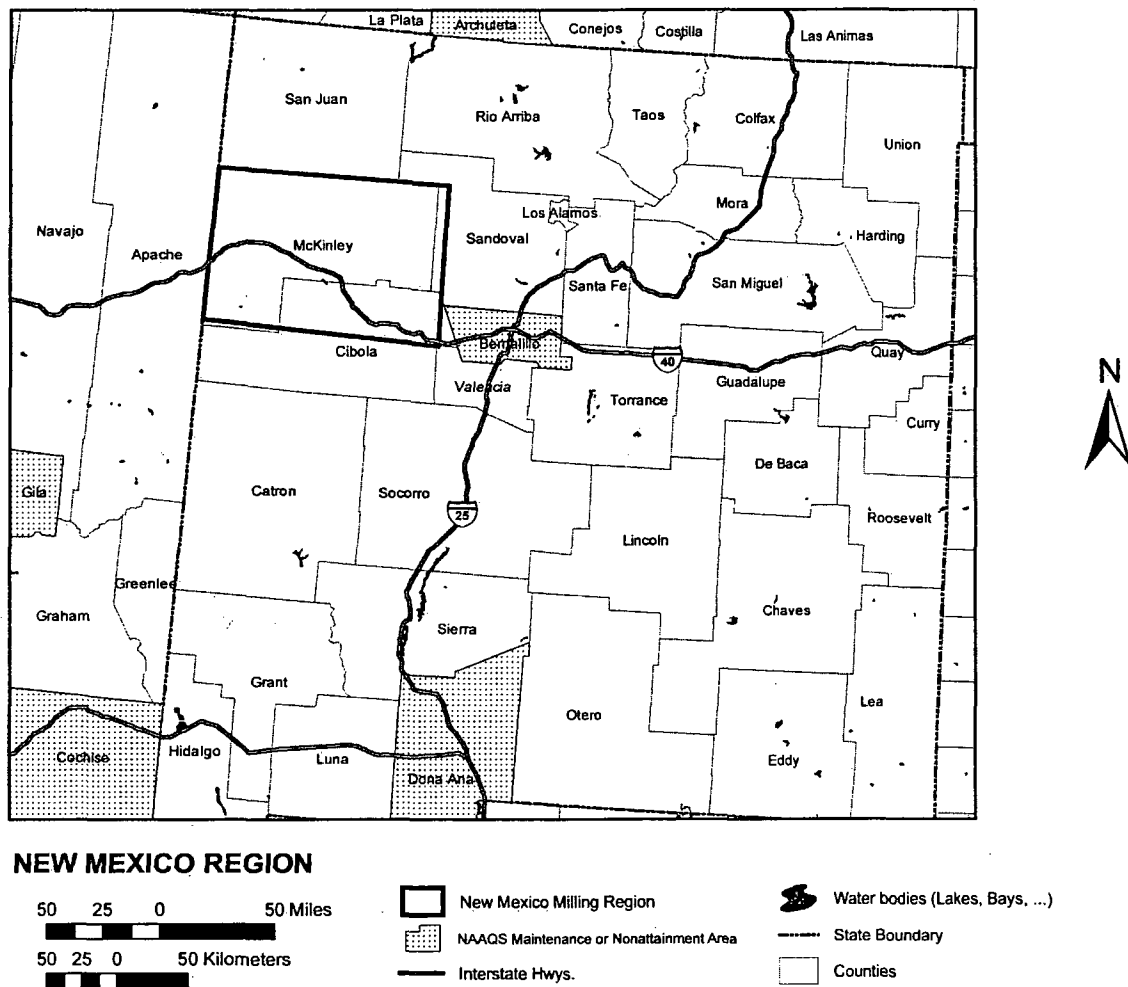 La Plata
Archuleta
Conejos
Costilla
Las Animas
San Juan
Rio Arriba
Taos
Colfax
Union
Navajo
Apache
McKinley
Sandoval
Los Alamos
Mora
Harding
Santa Fe
San Miguel
Cibola
Bernalillo
40
Quay
Valencia
Guadalupe
Torrance
Curry
N
Gila
Catron
Socorro
25
De Baca
Roosevelt
Lincoln
Greenlee
Graham
Sierra
Chaves
Grant
Otero
Lea
Cochise
Hidalgo
Luna
Dona Ana
Eddy
NEW MEXICO REGION
50 25 0 50 Miles
50 25 0 50 Kilometers
New Mexico Milling Region
NAAQS Maintenance or Nonattainment Area
Interstate Hwys.
Water bodies (Lakes, Bays, ...)
State Boundary
Counties